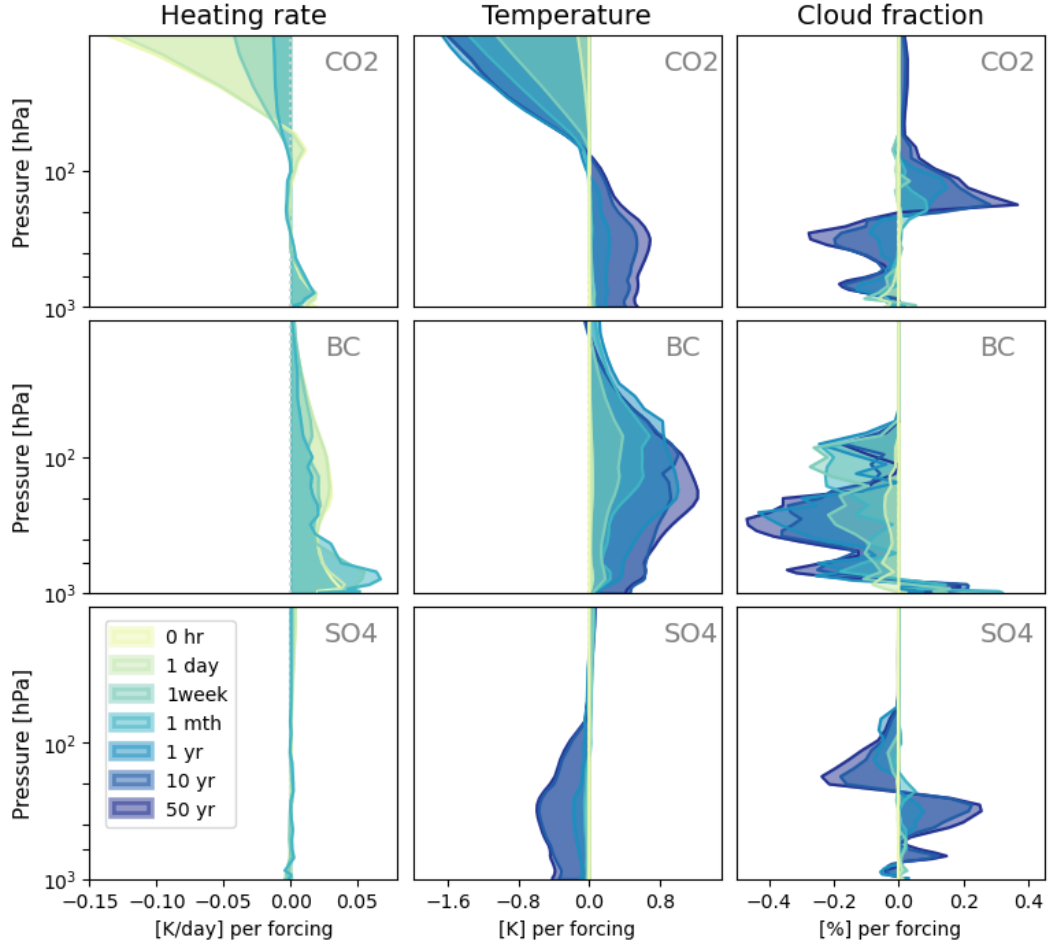 Heating rate Temperature Cloud fraction
CO2 CO2 CO2
Pressure [hPa]
10²
10³
BC BC BC
Pressure [hPa]
10²
10³
SO4 SO4 SO4
0 hr
1 day
1week
1 mth
1 yr
10 yr
50 yr
Pressure [hPa]
10²
10³
−0.15 −0.10 −0.05 0.00 0.05 −1.6 −0.8 0.0 0.8 −0.4 −0.2 0.0 0.2 0.4
[K/day] per forcing [K] per forcing [%] per forcing